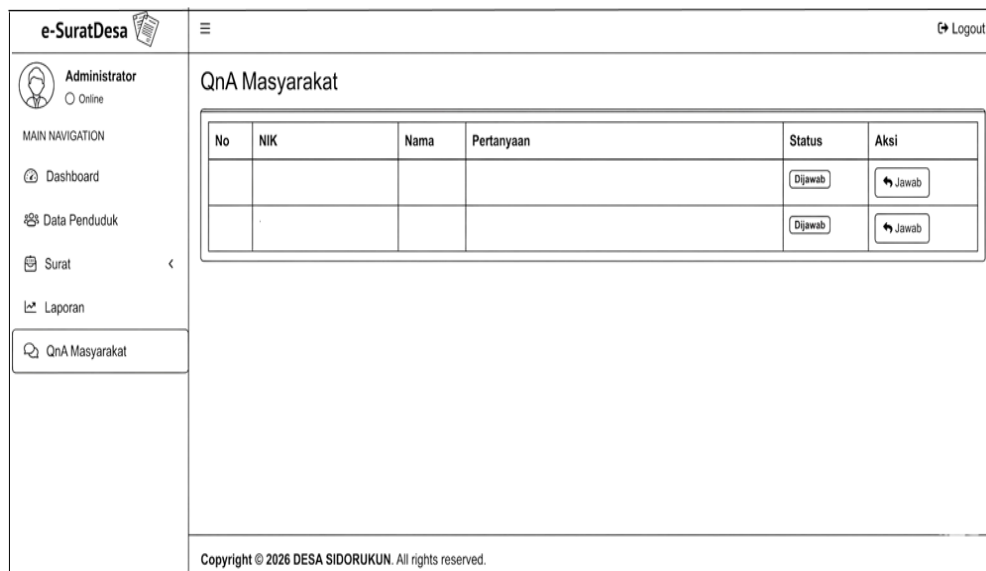 e-SuratDesa
☰ Logout
Administrator
Online
MAIN NAVIGATION
Dashboard
Data Penduduk
Surat
Laporan
QnA Masyarakat
QnA Masyarakat
No NIK Nama Pertanyaan Status Aksi
Dijawab Jawab
Dijawab Jawab
Copyright © 2026 DESA SIDORUKUN. All rights reserved.